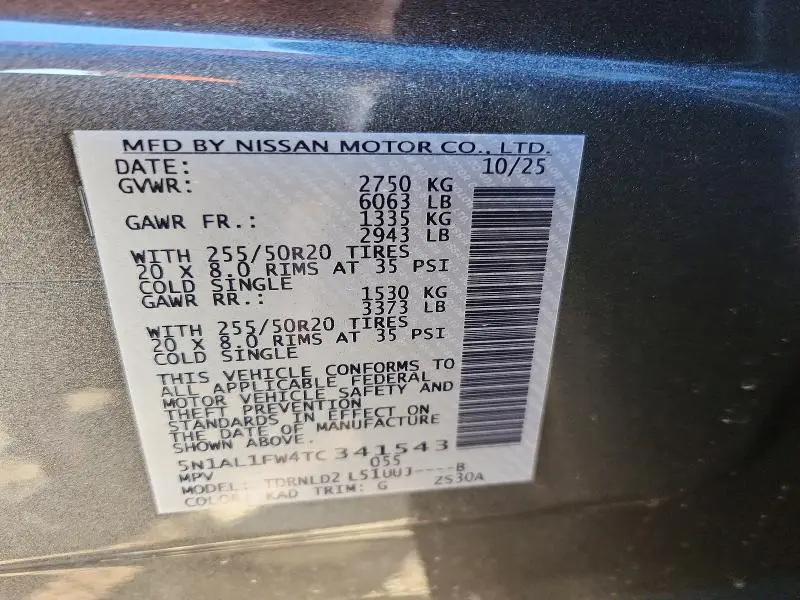 MFD BY NISSAN MOTOR CO., LTD.
DATE: 10/25
GVWR: 2750 KG
6063 LB
GAWR FR.: 1335 KG
2943 LB
WITH 255/50R20 TIRES
20 X 8.0 RIMS AT 35 PSI
COLD SINGLE
GAWR RR.: 1530 KG
3373 LB
WITH 255/50R20 TIRES
20 X 8.0 RIMS AT 35 PSI
COLD SINGLE
THIS VEHICLE CONFORMS TO
ALL APPLICABLE FEDERAL
MOTOR VEHICLE SAFETY AND
THEFT PREVENTION
STANDARDS IN EFFECT ON
THE DATE OF MANUFACTURE
SHOWN ABOVE.
5N1AL1FW4TC 341543
MPV 055
MODEL: TDRNLD2 L51UUJ----B
COLOR: KAD TRIM: G ZS30A